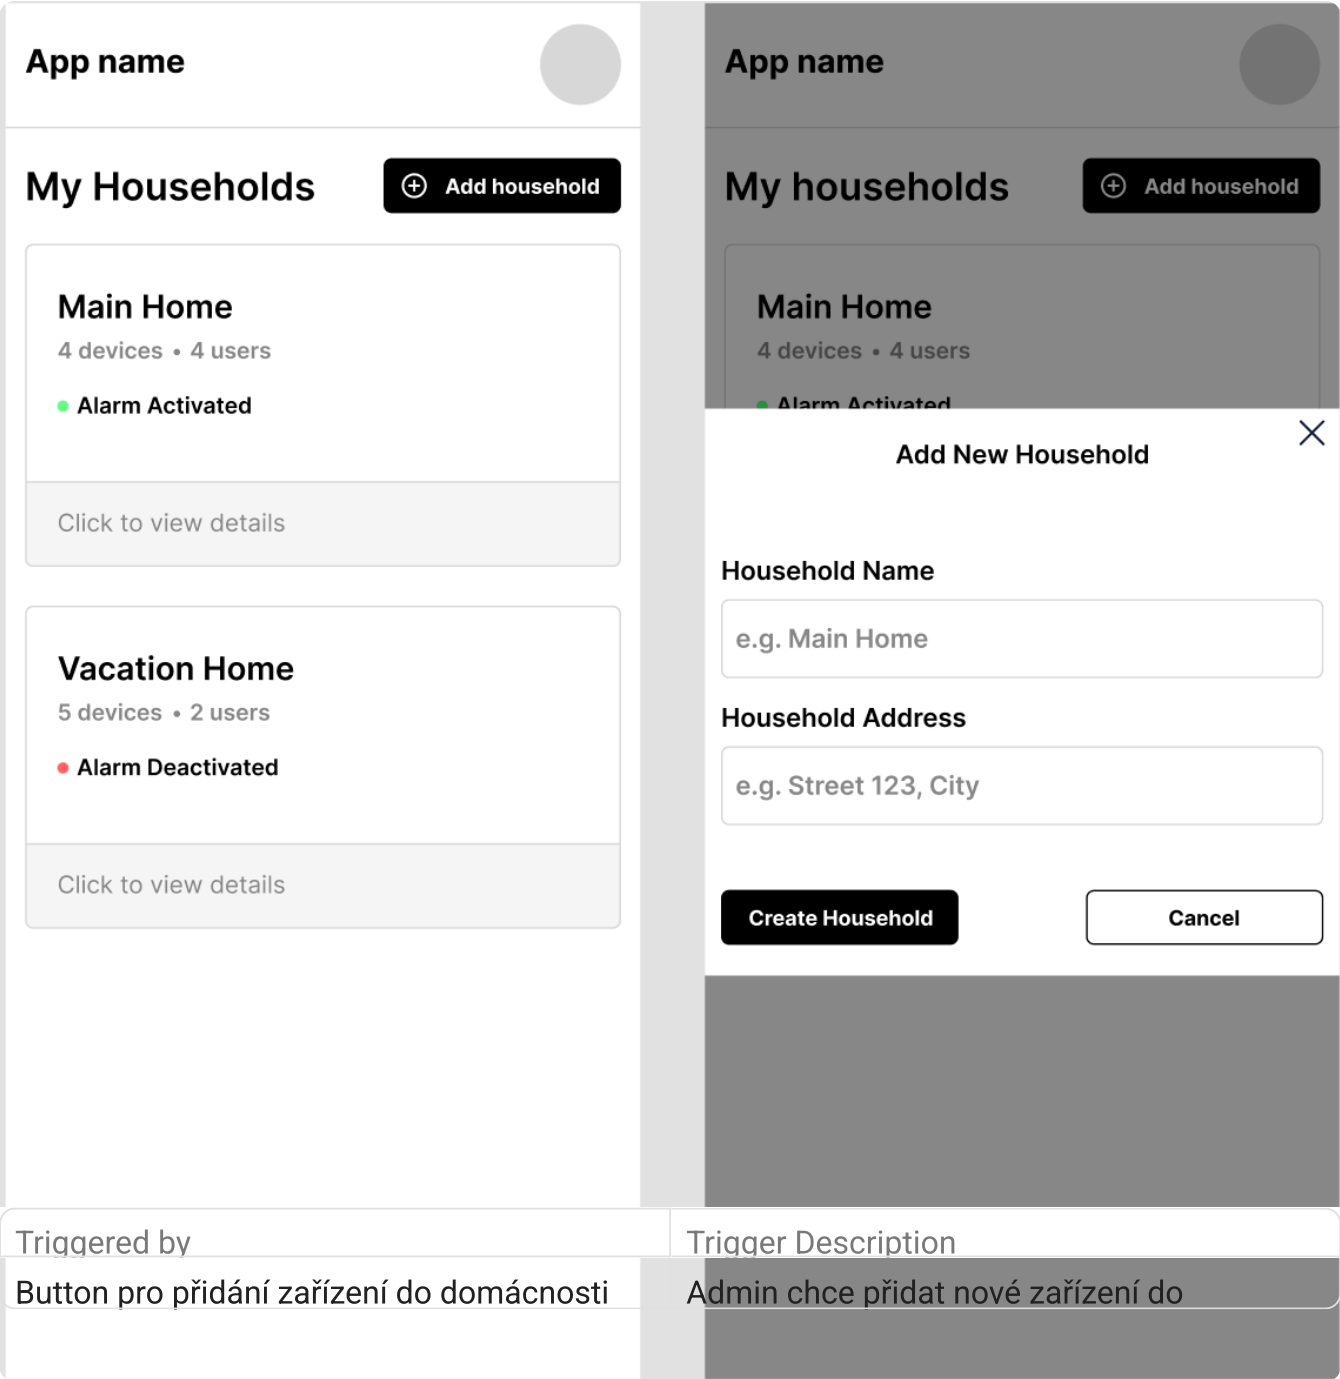 App name
My Households
Add household
Main Home
4 devices • 4 users
Alarm Activated
Click to view details
Vacation Home
5 devices • 2 users
Alarm Deactivated
Click to view details
App name
My households
Add household
Main Home
4 devices • 4 users
Alarm Activated
Add New Household
Household Name
e.g. Main Home
Household Address
e.g. Street 123, City
Create Household
Cancel
Triggered by
Trigger Description
Button pro přidání zařízení do domácnosti
Admin chce přidat nové zařízení do